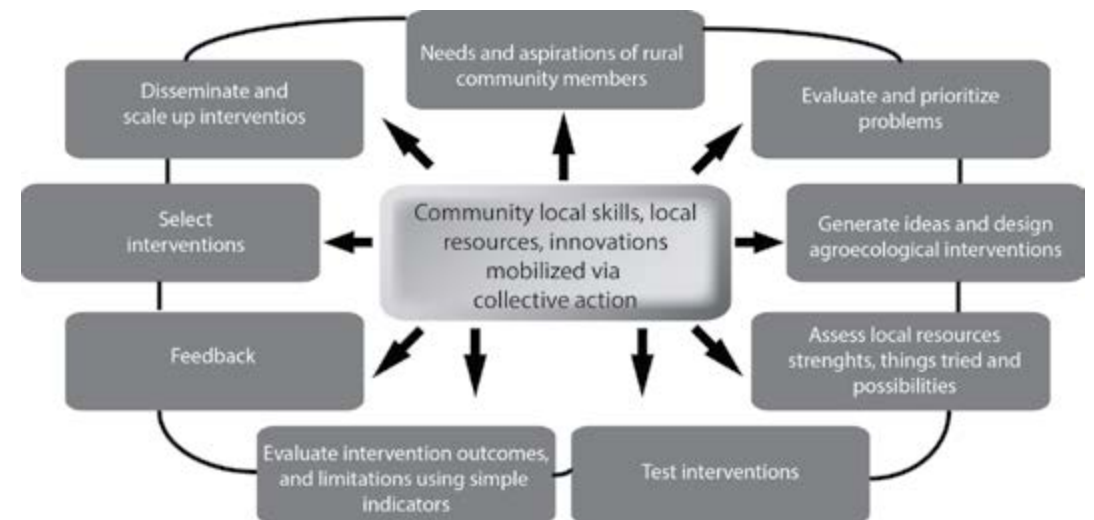 Needs and aspirations of rural
community members
Disseminate and
scale up interventios
Evaluate and prioritize
problems
Select
interventions
Community local skills, local
resources, innovations
mobilized via
collective action
Generate ideas and design
agroecological interventions
Feedback
Assess local resources
strenghts, things tried and
possibilities
Evaluate intervention outcomes,
and limitations using simple
indicators
Test interventions